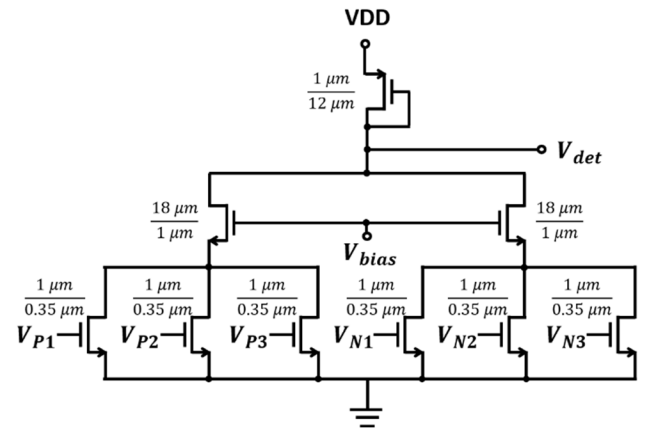 VDD
1 μm
12 μm
V_det
18 μm
1 μm
18 μm
1 μm
V_bias
1 μm
0.35 μm
1 μm
0.35 μm
1 μm
0.35 μm
1 μm
0.35 μm
1 μm
0.35 μm
1 μm
0.35 μm
V_P1
V_P2
V_P3
V_N1
V_N2
V_N3